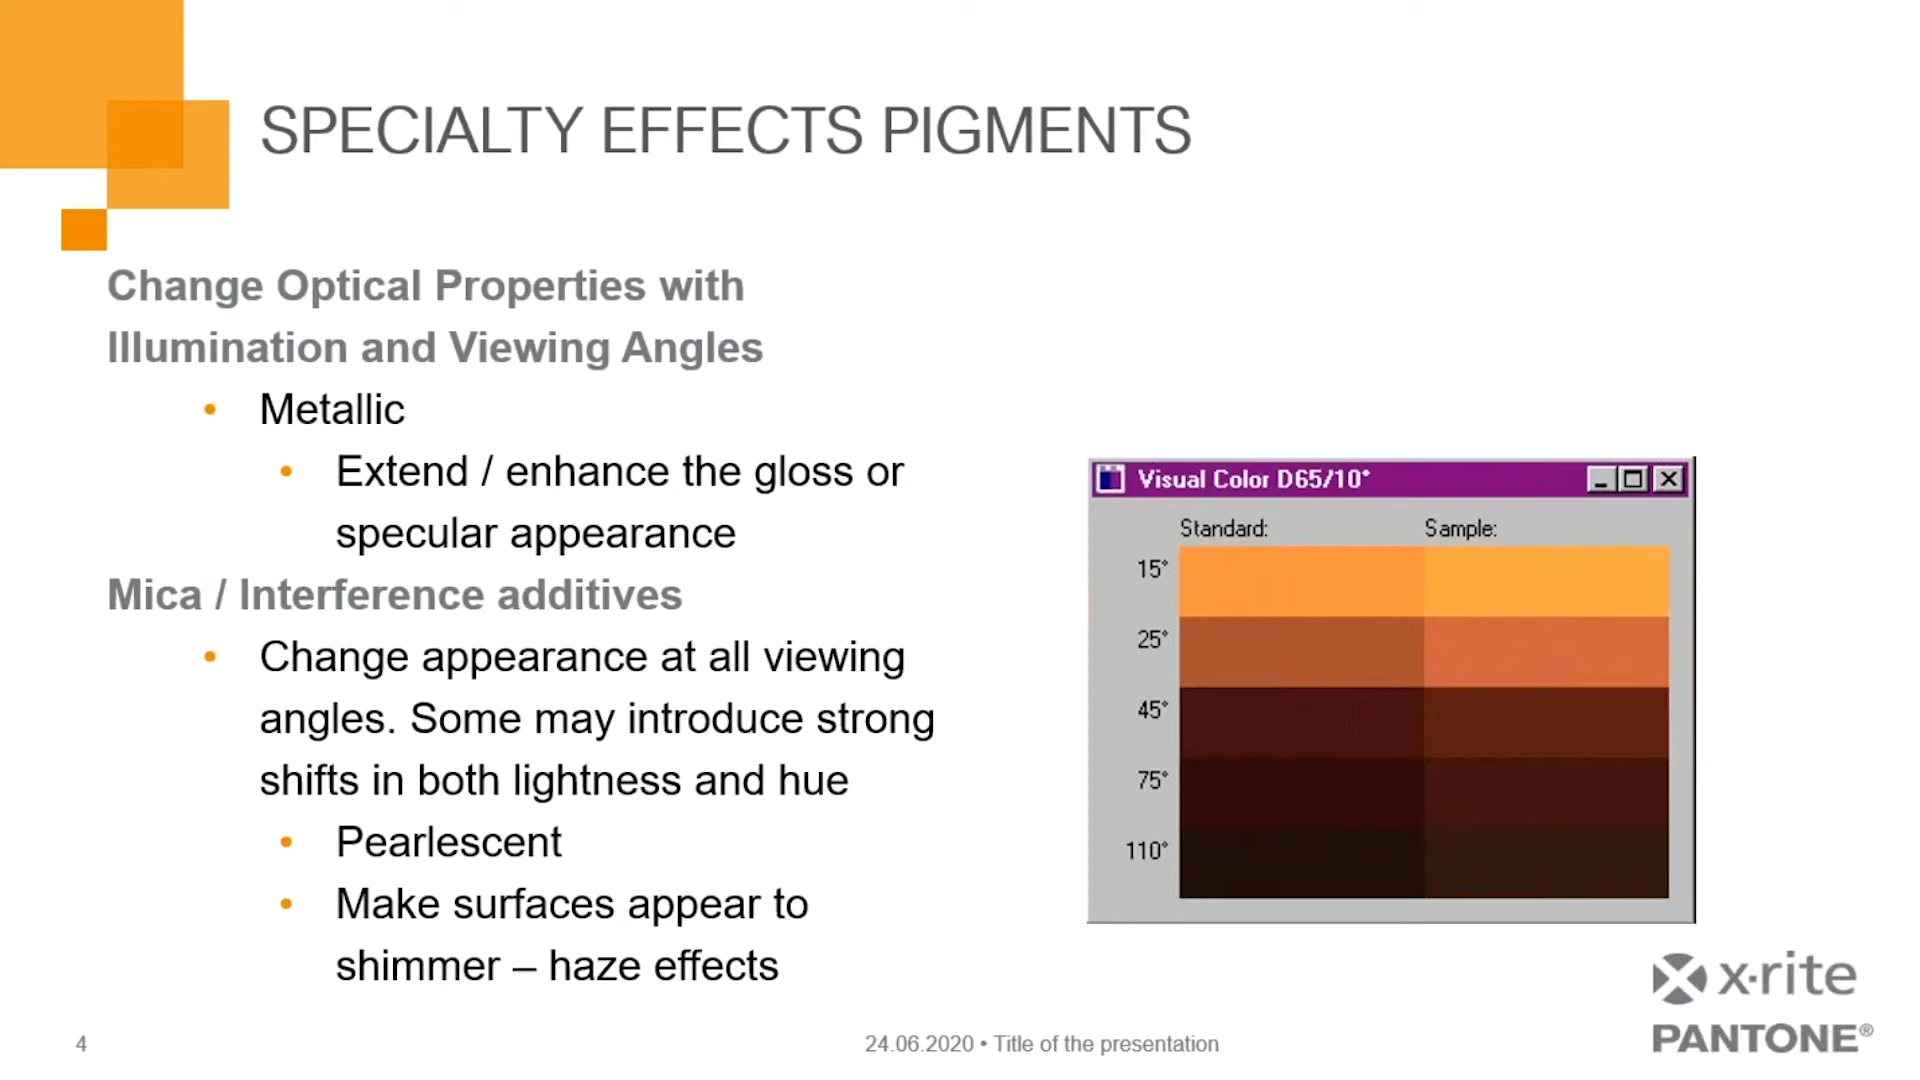 SPECIALTY EFFECTS PIGMENTS
Change Optical Properties with
Illumination and Viewing Angles
• Metallic
• Extend / enhance the gloss or
specular appearance
Mica / Interference additives
• Change appearance at all viewing
angles. Some may introduce strong
shifts in both lightness and hue
• Pearlescent
• Make surfaces appear to
shimmer – haze effects
Visual Color D65/10°
Standard: Sample:
15°
25°
45°
75°
110°
x·rite
PANTONE®
4
24.06.2020 • Title of the presentation